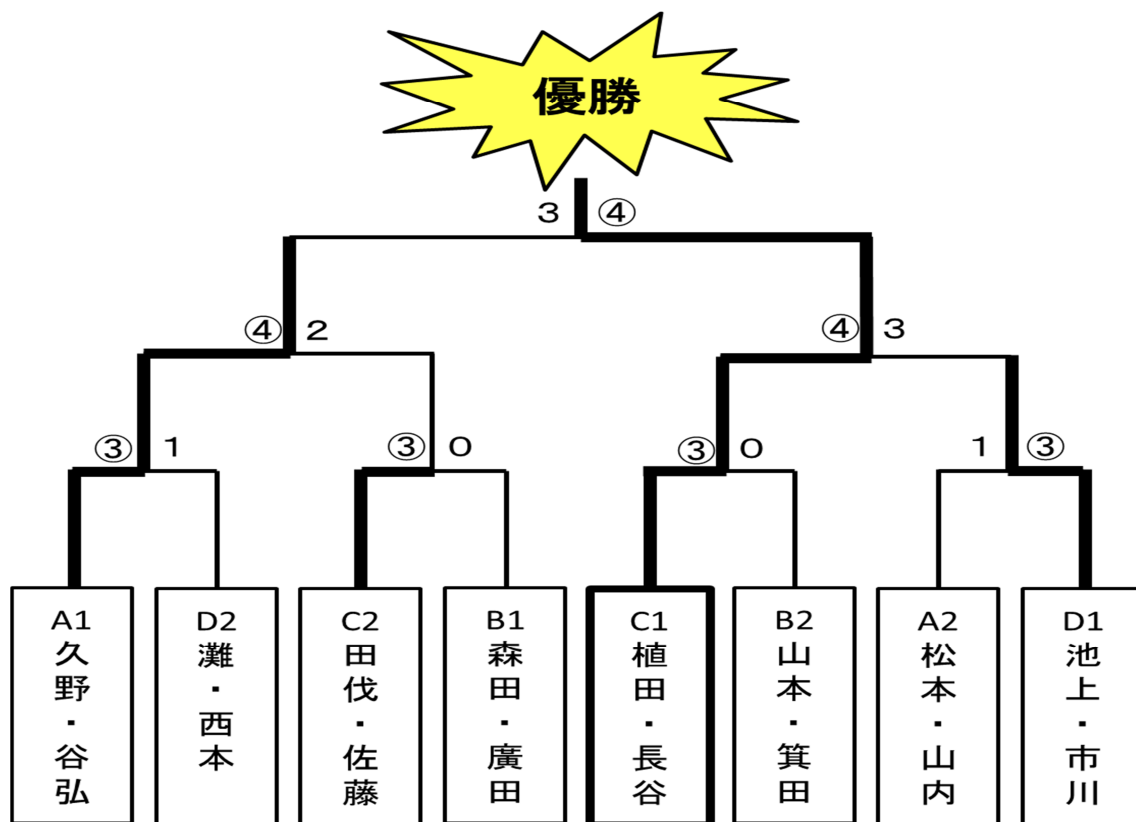 優勝
3 ④
④ 2
④ 3
③ 1
③ 0
③ 0
1 ③
A1
久野・谷弘
D2
灘・西本
C2
田伐・佐藤
B1
森田・廣田
C1
植田・長谷
B2
山本・箕田
A2
松本・山内
D1
池上・市川